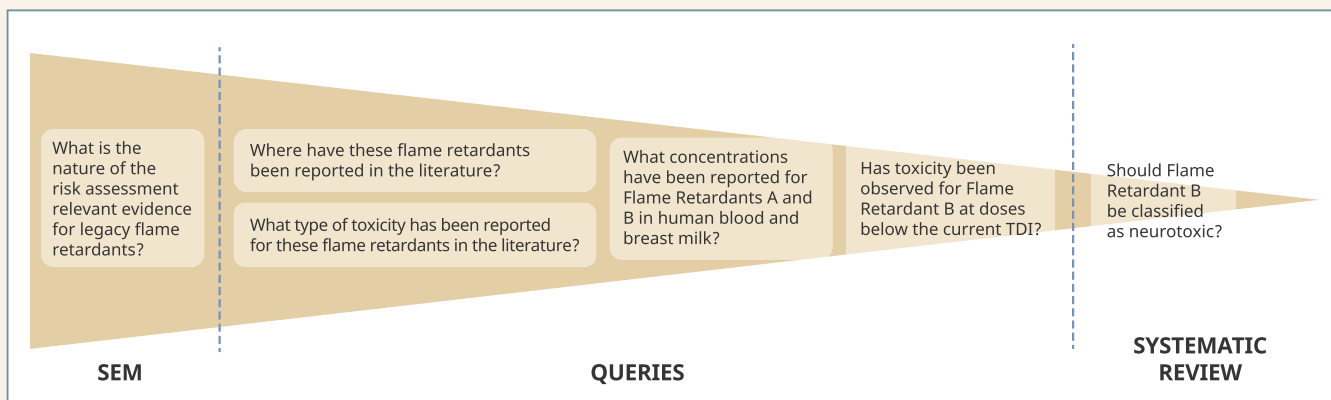 What is the
nature of the
risk assessment
relevant evidence
for legacy flame
retardants?
Where have these flame retardants
been reported in the literature?
What type of toxicity has been reported
for these flame retardants in the literature?
What concentrations
have been reported for
Flame Retardants A and
B in human blood and
breast milk?
Has toxicity been
observed for Flame
Retardant B at doses
below the current TDI?
Should Flame
Retardant B
be classified
as neurotoxic?
SEM
QUERIES
SYSTEMATIC
REVIEW